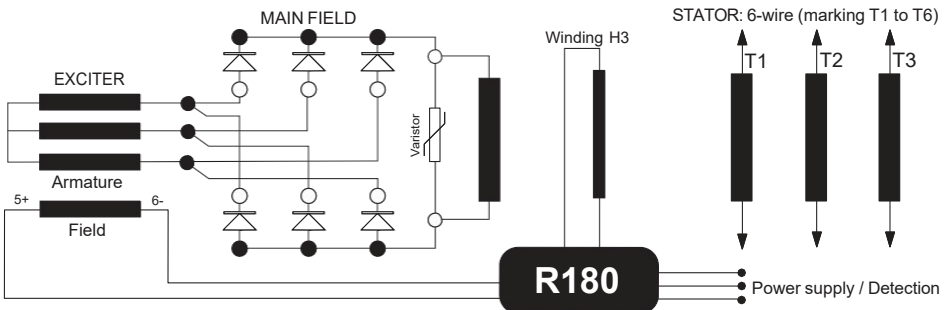 MAIN FIELD
STATOR: 6-wire (marking T1 to T6)
Winding H3
T1
T2
T3
EXCITER
Varistor
Armature
5+
6-
Field
R180
Power supply / Detection